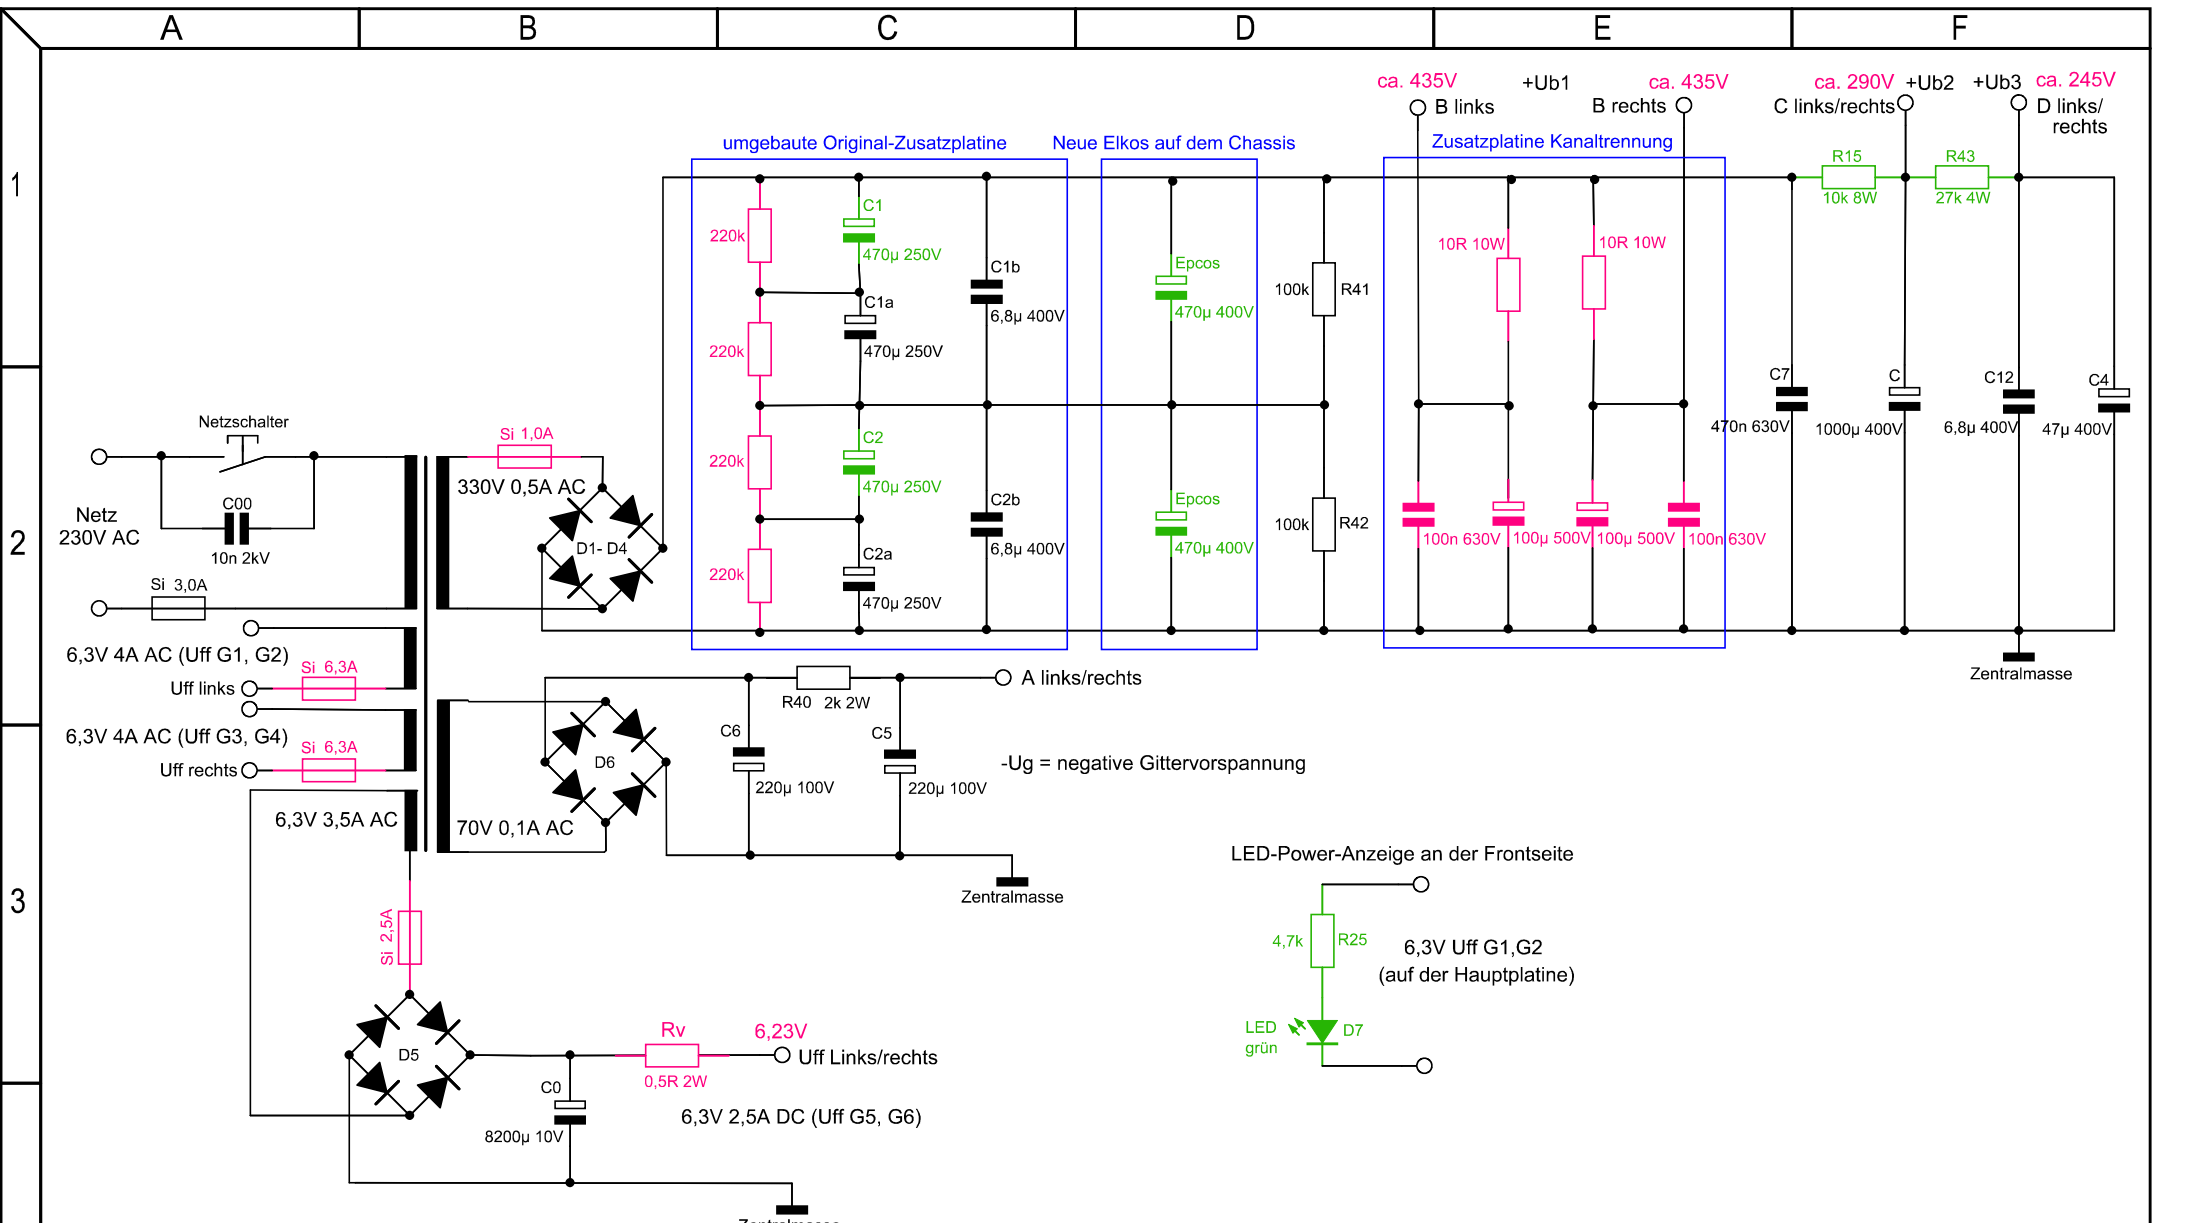 A B C D E F
1
2
3
ca. 435V
+Ub1
ca. 435V
ca. 290V
+Ub2
+Ub3
ca. 245V
B links
B rechts
C links/rechts
D links/
rechts
umgebaute Original-Zusatzplatine
Neue Elkos auf dem Chassis
Zusatzplatine Kanaltrennung
R15
10k 8W
R43
27k 4W
220k
220k
220k
220k
C1
470µ 250V
C1a
470µ 250V
C1b
6,8µ 400V
C2
470µ 250V
C2a
470µ 250V
C2b
6,8µ 400V
Epcos
470µ 400V
Epcos
470µ 400V
100k R41
100k R42
10R 10W
10R 10W
100n 630V
100µ 500V
100µ 500V
100n 630V
C7
470n 630V
C
1000µ 400V
C12
6,8µ 400V
C4
47µ 400V
Zentralmasse
Netzschalter
C00
10n 2kV
Netz
230V AC
Si 3,0A
Si 1,0A
330V 0,5A AC
D1- D4
6,3V 4A AC (Uff G1, G2)
Si 6,3A
Uff links
6,3V 4A AC (Uff G3, G4)
Si 6,3A
Uff rechts
6,3V 3,5A AC
70V 0,1A AC
D6
R40 2k 2W
A links/rechts
C6
220µ 100V
C5
220µ 100V
-Ug = negative Gittervorspannung
Zentralmasse
Si 2,5A
D5
Rv
0,5R 2W
6,23V
Uff Links/rechts
C0
8200µ 10V
6,3V 2,5A DC (Uff G5, G6)
Zentralmasse
LED-Power-Anzeige an der Frontseite
4,7k R25
6,3V Uff G1,G2
(auf der Hauptplatine)
LED
grün
D7